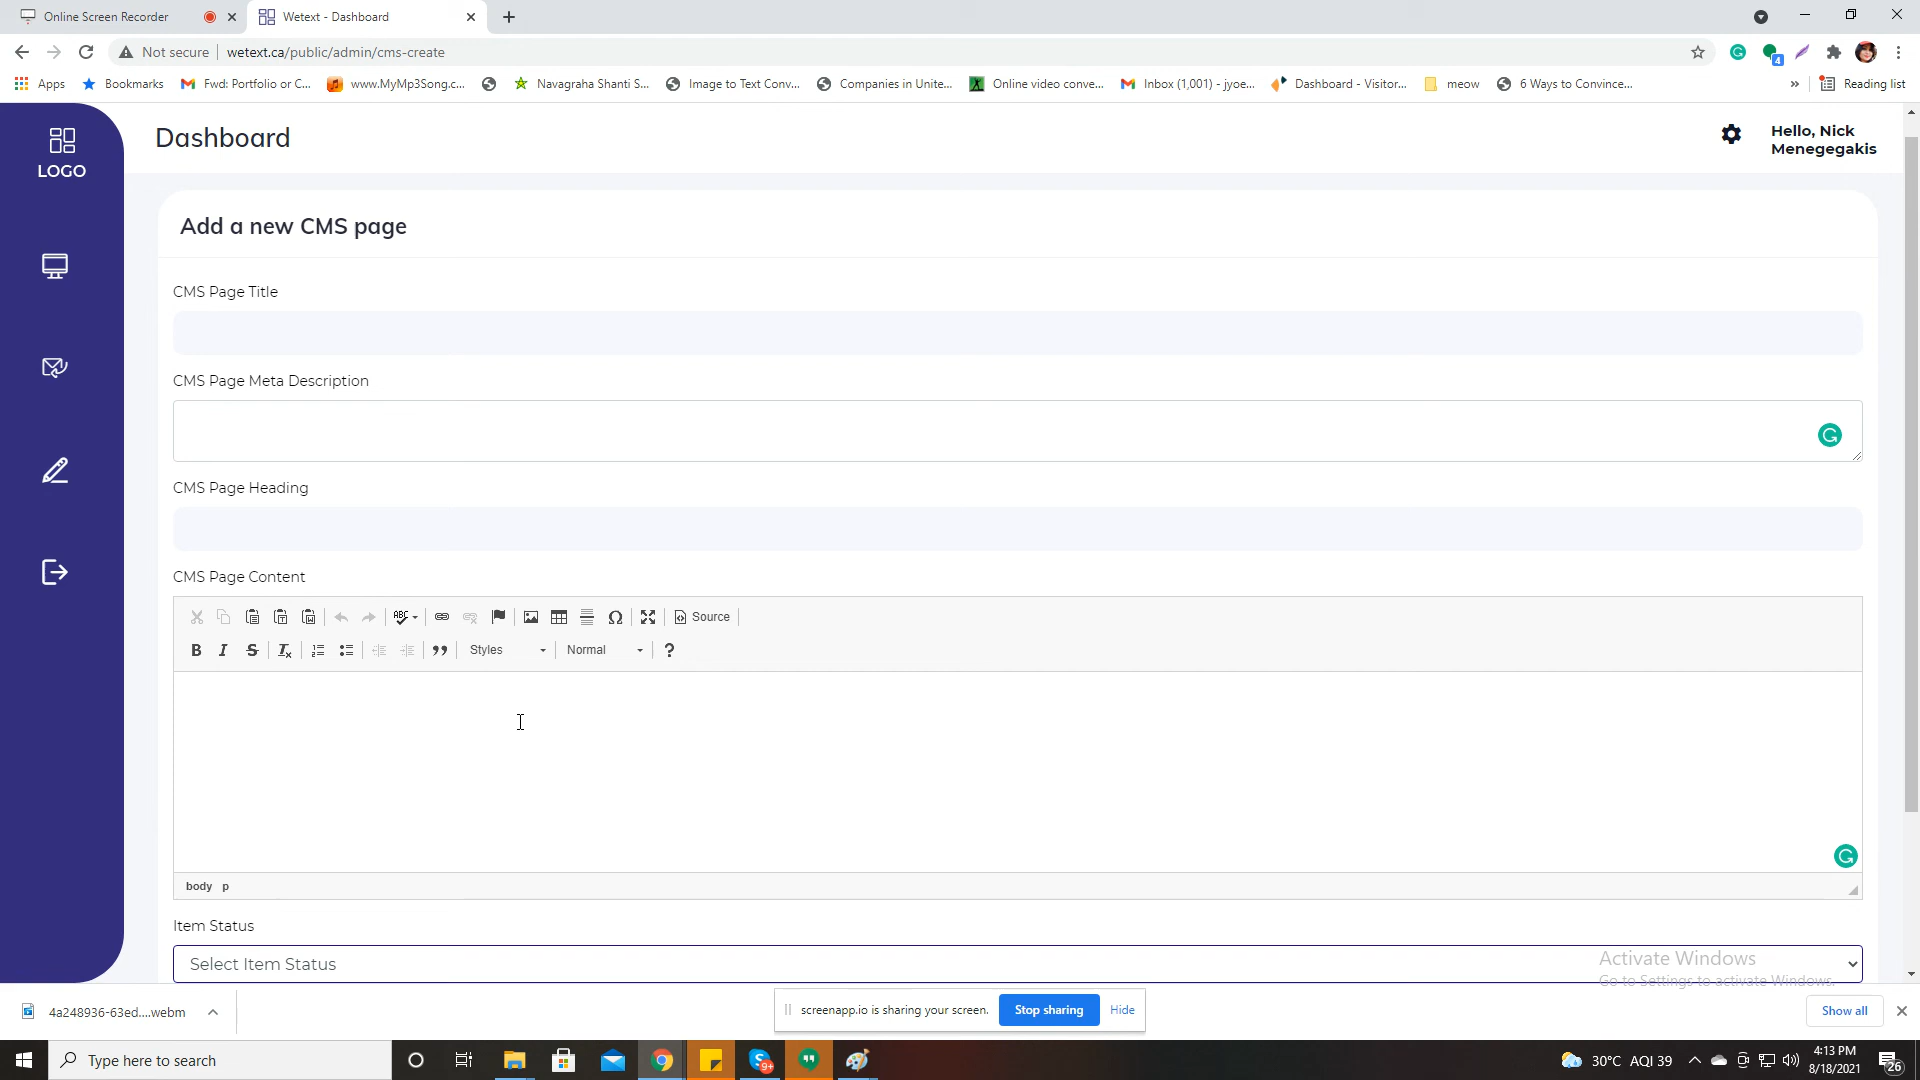 Online Screen Recorder
Wetext - Dashboard
Not secure
wetext.ca/public/admin/cms-create
4
Apps
Bookmarks
Fwd: Portfolio or C...
www.MyMp3Song.c...
Navagraha Shanti S...
Image to Text Conv...
Companies in Unite...
Online video conve...
Inbox (1,001) - jyoe...
Dashboard - Visitor...
meow
6 Ways to Convince...
»
Reading list
LOGO
Dashboard
Hello, Nick
Menegegakis
Add a new CMS page
CMS Page Title
CMS Page Meta Description
CMS Page Heading
CMS Page Content
ABC
Ω
Source
B I S Tx
Styles
Normal
?
body p
Item Status
Select Item Status
Activate Windows
Go to Settings to activate Windows.
4a248936-63ed....webm
screenapp.io is sharing your screen.
Stop sharing
Hide
Show all
Type here to search
9+
30°C AQI 39
4:13 PM
8/18/2021
26